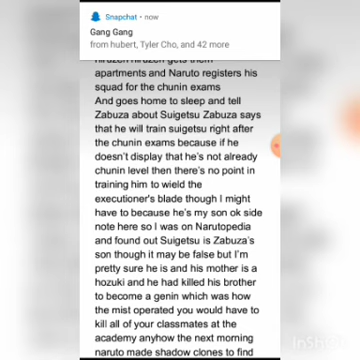 Snapchat • now
Gang Gang
from hubert, Tyler Cho, and 42 more
hirazen hirazen gets them
apartments and Naruto registers his
squad for the chunin exams
And goes home to sleep and tell
Zabuza about Suigetsu Zabuza says
that he will train suigetsu right after
the chunin exams because if he
doesn't display that he's not already
chunin level then there's no point in
training him to wield the
executioner's blade though I might
have to because he's my son ok side
note here so I was on Narutopedia
and found out Suigetsu is Zabuza's
son though it may be false but I'm
pretty sure he is and his mother is a
hozuki and he had killed his brother
to become a genin which was how
the mist operated you would have to
kill all of your classmates at the
academy anyhow the next morning
naruto made shadow clones to find
InShot